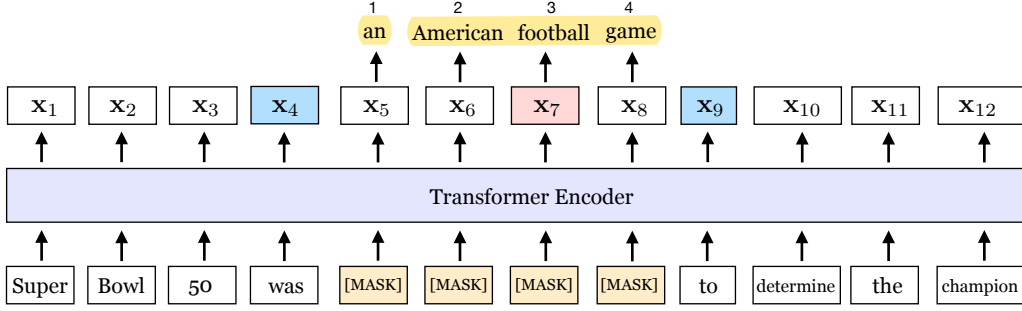 1 2 3 4
an American football game
x₁ x₂ x₃ x₄ x₅ x₆ x₇ x₈ x₉ x₁₀ x₁₁ x₁₂
Transformer Encoder
Super Bowl 50 was [MASK] [MASK] [MASK] [MASK] to determine the champion